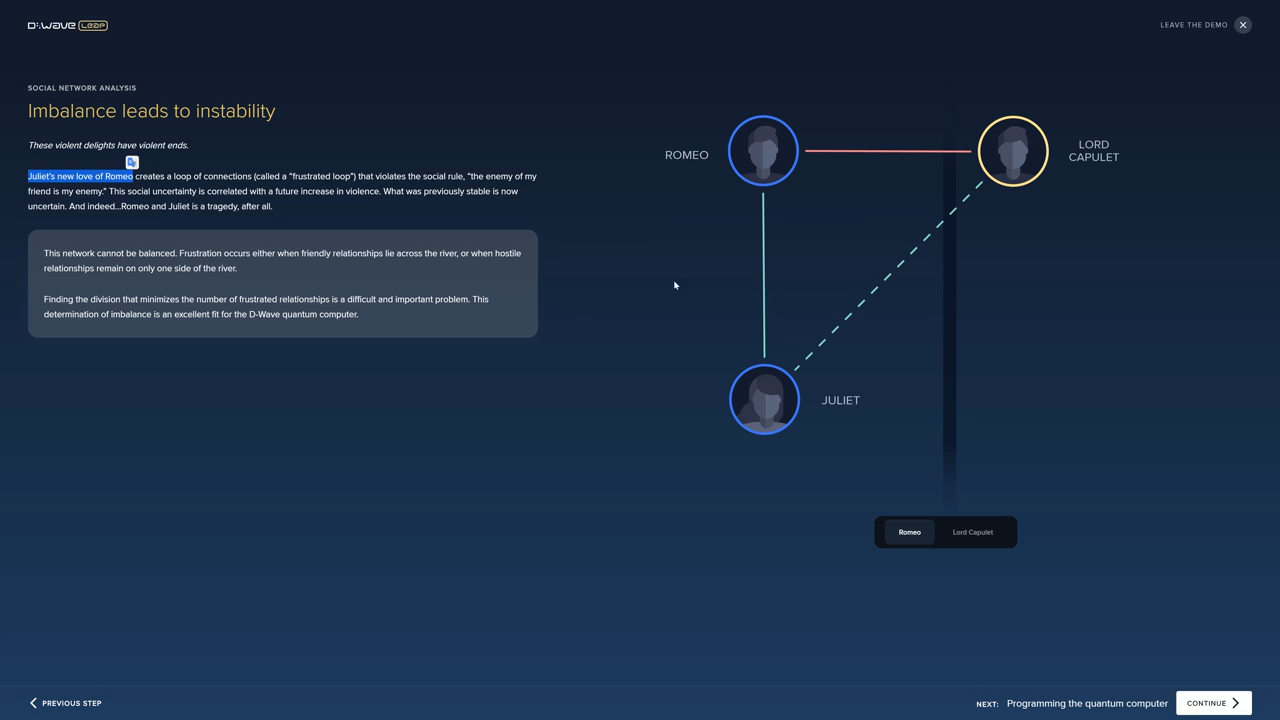 D:WAVE LEAP
LEAVE THE DEMO
SOCIAL NETWORK ANALYSIS
Imbalance leads to instability
These violent delights have violent ends.
Juliet's new love of Romeo creates a loop of connections (called a "frustrated loop") that violates the social rule, "the enemy of my
friend is my enemy." This social uncertainty is correlated with a future increase in violence. What was previously stable is now
uncertain. And indeed...Romeo and Juliet is a tragedy, after all.
This network cannot be balanced. Frustration occurs either when friendly relationships lie across the river, or when hostile
relationships remain on only one side of the river.
Finding the division that minimizes the number of frustrated relationships is a difficult and important problem. This
determination of imbalance is an excellent fit for the D-Wave quantum computer.
ROMEO
LORD
CAPULET
JULIET
Romeo
Lord Capulet
PREVIOUS STEP
NEXT: Programming the quantum computer
CONTINUE